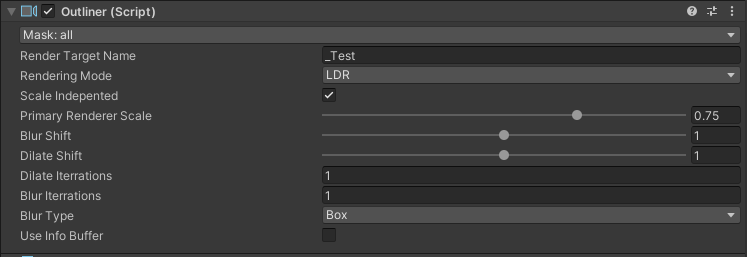 Outliner (Script)
Mask: all
Render Target Name _Test
Rendering Mode LDR
Scale Indepented
Primary Renderer Scale 0.75
Blur Shift 1
Dilate Shift 1
Dilate Iterrations 1
Blur Iterrations 1
Blur Type Box
Use Info Buffer